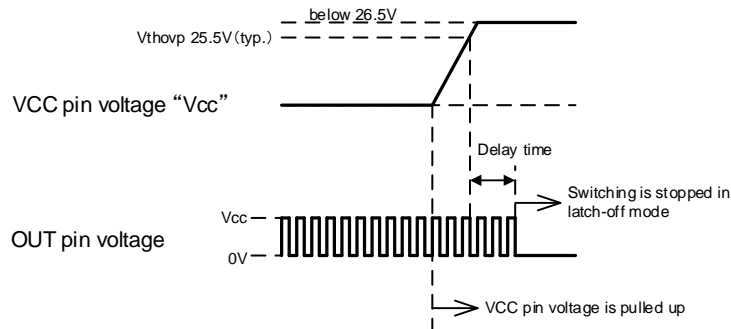 below 26.5V
Vthovp 25.5V(typ.)
VCC pin voltage “Vcc”
Delay time
Switching is stopped in
latch-off mode
Vcc
OUT pin voltage
0V
VCC pin voltage is pulled up